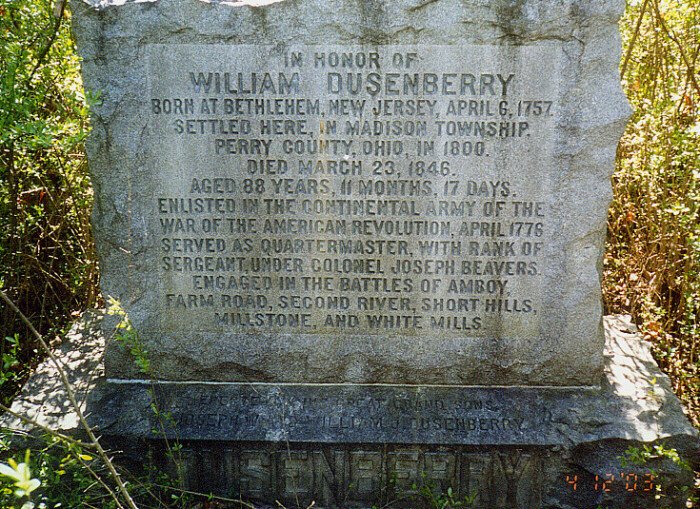 IN HONOR OF
WILLIAM DUSENBERRY
BORN AT BETHLEHEM, NEW JERSEY, APRIL 6, 1757.
SETTLED HERE, IN MADISON TOWNSHIP,
PERRY COUNTY, OHIO, IN 1800.
DIED MARCH 23, 1846.
AGED 88 YEARS, 11 MONTHS, 17 DAYS.
ENLISTED IN THE CONTINENTAL ARMY OF THE
WAR OF THE AMERICAN REVOLUTION, APRIL 1776
SERVED AS QUARTERMASTER, WITH RANK OF
SERGEANT, UNDER COLONEL JOSEPH BEAVERS.
ENGAGED IN THE BATTLES OF AMBOY,
FARM ROAD, SECOND RIVER, SHORT HILLS,
MILLSTONE, AND WHITE MILLS.
GRAND SONS
JOSEPH WILLIAM J. DUSENBERRY
DUSENBERRY
4 12'03